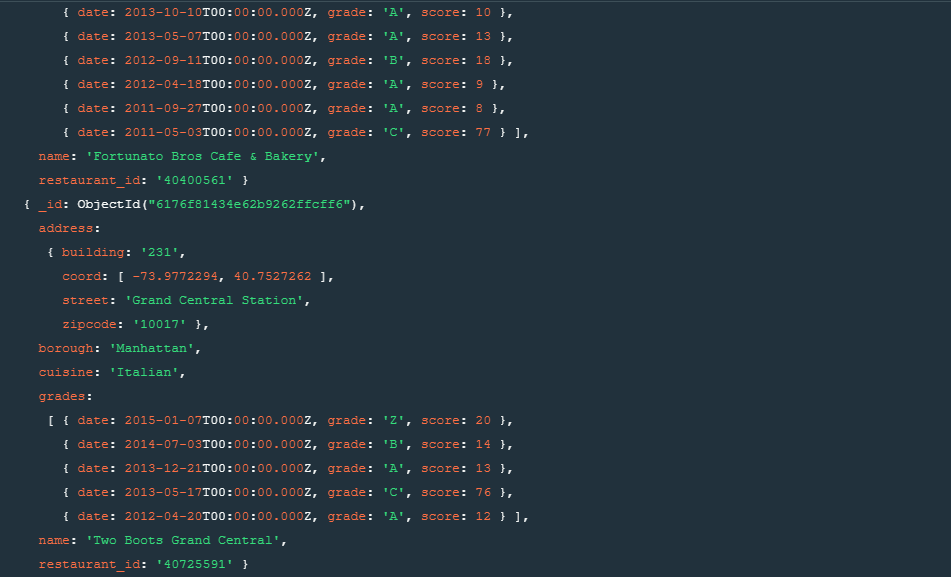 { date: 2013-10-10T00:00:00.000Z, grade: 'A', score: 10 },
{ date: 2013-05-07T00:00:00.000Z, grade: 'A', score: 13 },
{ date: 2012-09-11T00:00:00.000Z, grade: 'B', score: 18 },
{ date: 2012-04-18T00:00:00.000Z, grade: 'A', score: 9 },
{ date: 2011-09-27T00:00:00.000Z, grade: 'A', score: 8 },
{ date: 2011-05-03T00:00:00.000Z, grade: 'C', score: 77 } ],
name: 'Fortunato Bros Cafe & Bakery',
restaurant_id: '40400561' }
{ _id: ObjectId("6176f81434e62b9262ffcff6"),
address:
{ building: '231',
coord: [ -73.9772294, 40.7527262 ],
street: 'Grand Central Station',
zipcode: '10017' },
borough: 'Manhattan',
cuisine: 'Italian',
grades:
[ { date: 2015-01-07T00:00:00.000Z, grade: 'Z', score: 20 },
{ date: 2014-07-03T00:00:00.000Z, grade: 'B', score: 14 },
{ date: 2013-12-21T00:00:00.000Z, grade: 'A', score: 13 },
{ date: 2013-05-17T00:00:00.000Z, grade: 'C', score: 76 },
{ date: 2012-04-20T00:00:00.000Z, grade: 'A', score: 12 } ],
name: 'Two Boots Grand Central',
restaurant_id: '40725591' }